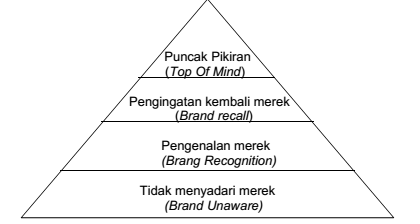 Puncak Pikiran
(Top Of Mind)
Pengingatan kembali merek
(Brand recall)
Pengenalan merek
(Brang Recognition)
Tidak menyadari merek
(Brand Unaware)